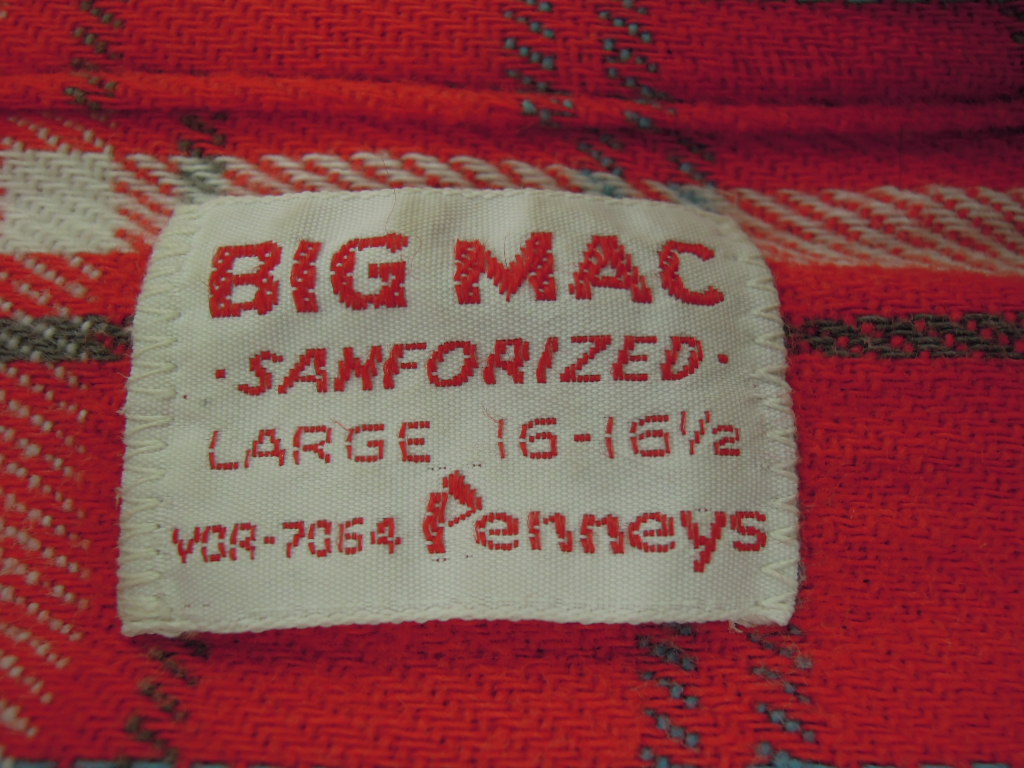 BIG MAC
·SANFORIZED·
LARGE 16-16½
VOR-7064 Penneys